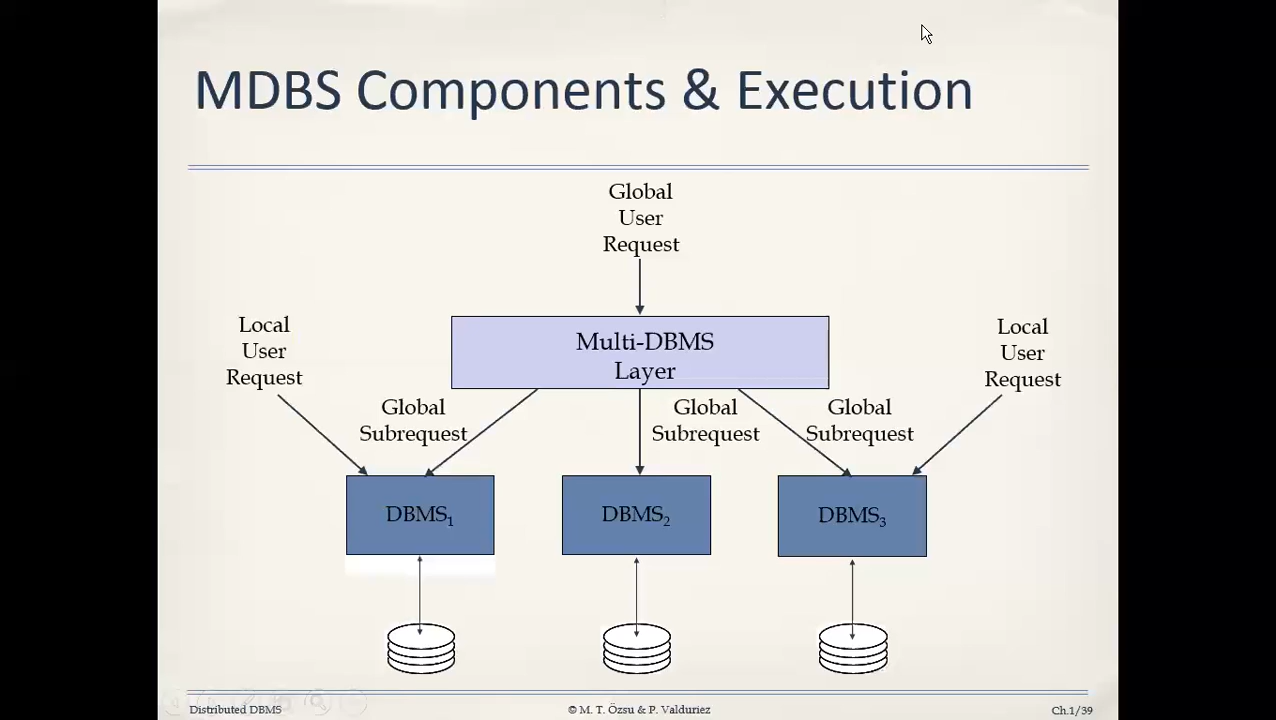 MDBS Components & Execution
Global
User
Request
Local
User
Request
Multi-DBMS
Layer
Local
User
Request
Global
Subrequest
Global
Subrequest
Global
Subrequest
DBMS₁
DBMS₂
DBMS₃
Distributed DBMS
© M. T. Özsu & P. Valduriez
Ch.1/39